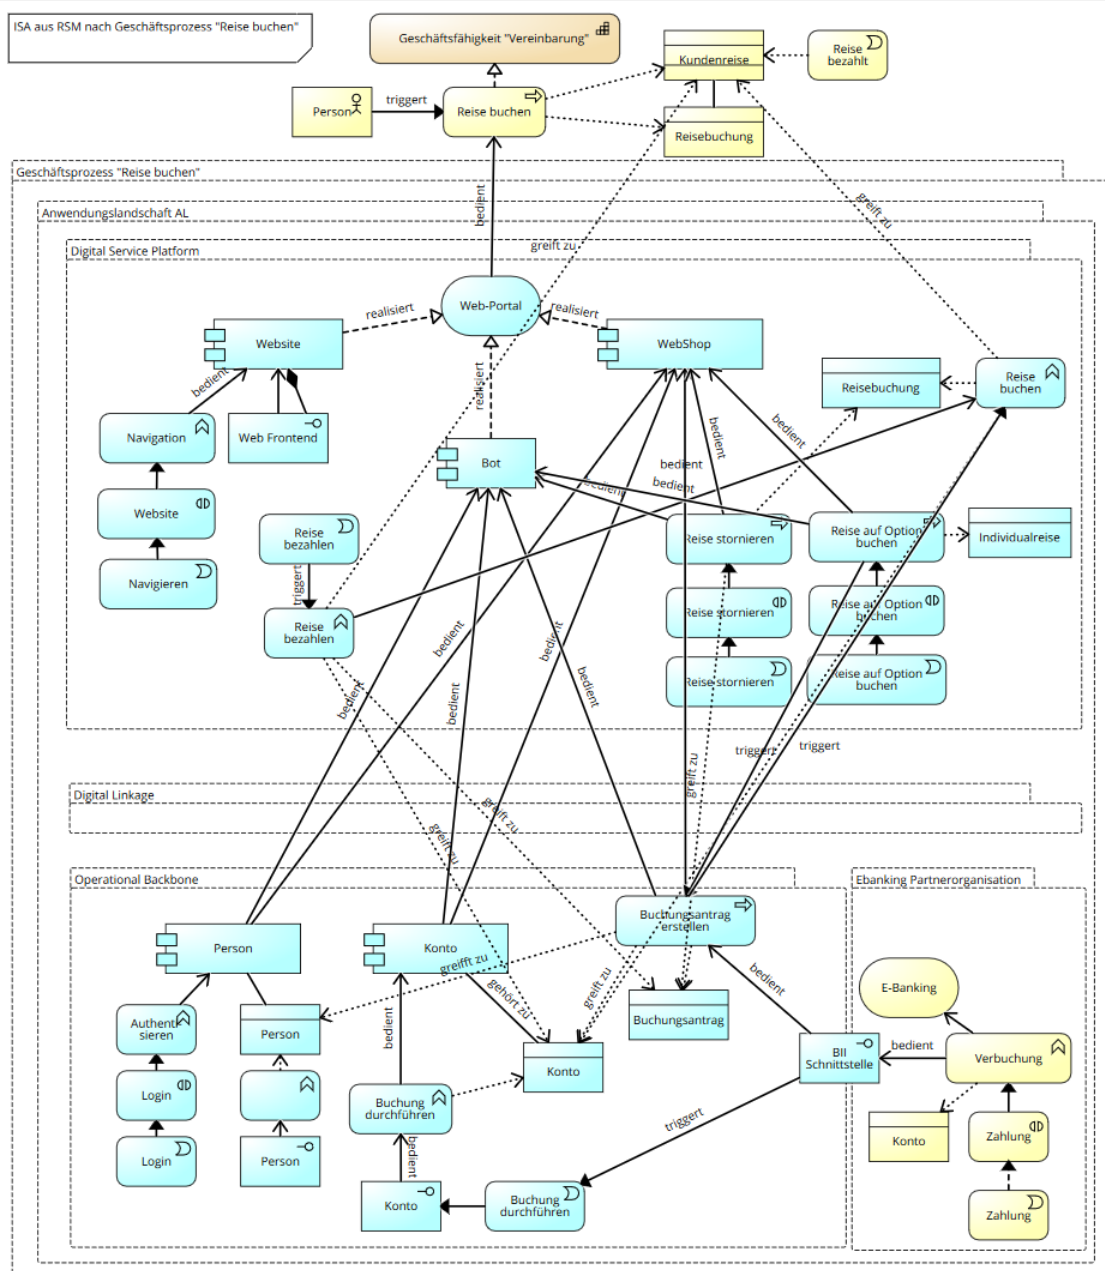 ISA aus RSM nach Geschäftsprozess "Reise buchen"
Geschäftsfähigkeit "Vereinbarung"
Kundenreise
Reise
bezahlt
Person
triggert
Reise buchen
Reisebuchung
Geschäftsprozess "Reise buchen"
bedient
greift zu
Anwendungslandschaft AL
Digital Service Platform
greift zu
Web-Portal
realisiert
realisiert
Website
WebShop
bedient
realisiert
Reisebuchung
Reise
buchen
Navigation
Web Frontend
bedient
bedient
Bot
bedient
bedient
bedient
Website
Reise
bezahlen
Reise stornieren
Reise auf Option
buchen
Individualreise
Navigieren
triggert
Reise
bezahlen
Reise stornieren
Reise auf Option
buchen
bedient
bedient
Reise stornieren
Reise auf Option
buchen
bedient
bedient
bedient
triggert
triggert
greift zu
Digital Linkage
greift zu
greift zu
Operational Backbone
Ebanking Partnerorganisation
Buchungsantrag
erstellen
Person
Konto
greifft zu
bedient
gehört zu
greift zu
E-Banking
Authenti-
sieren
Person
Buchungsantrag
bedient
BII
Schnittstelle
bedient
Verbuchung
Konto
Login
Buchung
durchführen
triggert
Konto
Zahlung
Login
Person
bedient
Konto
Buchung
durchführen
Zahlung